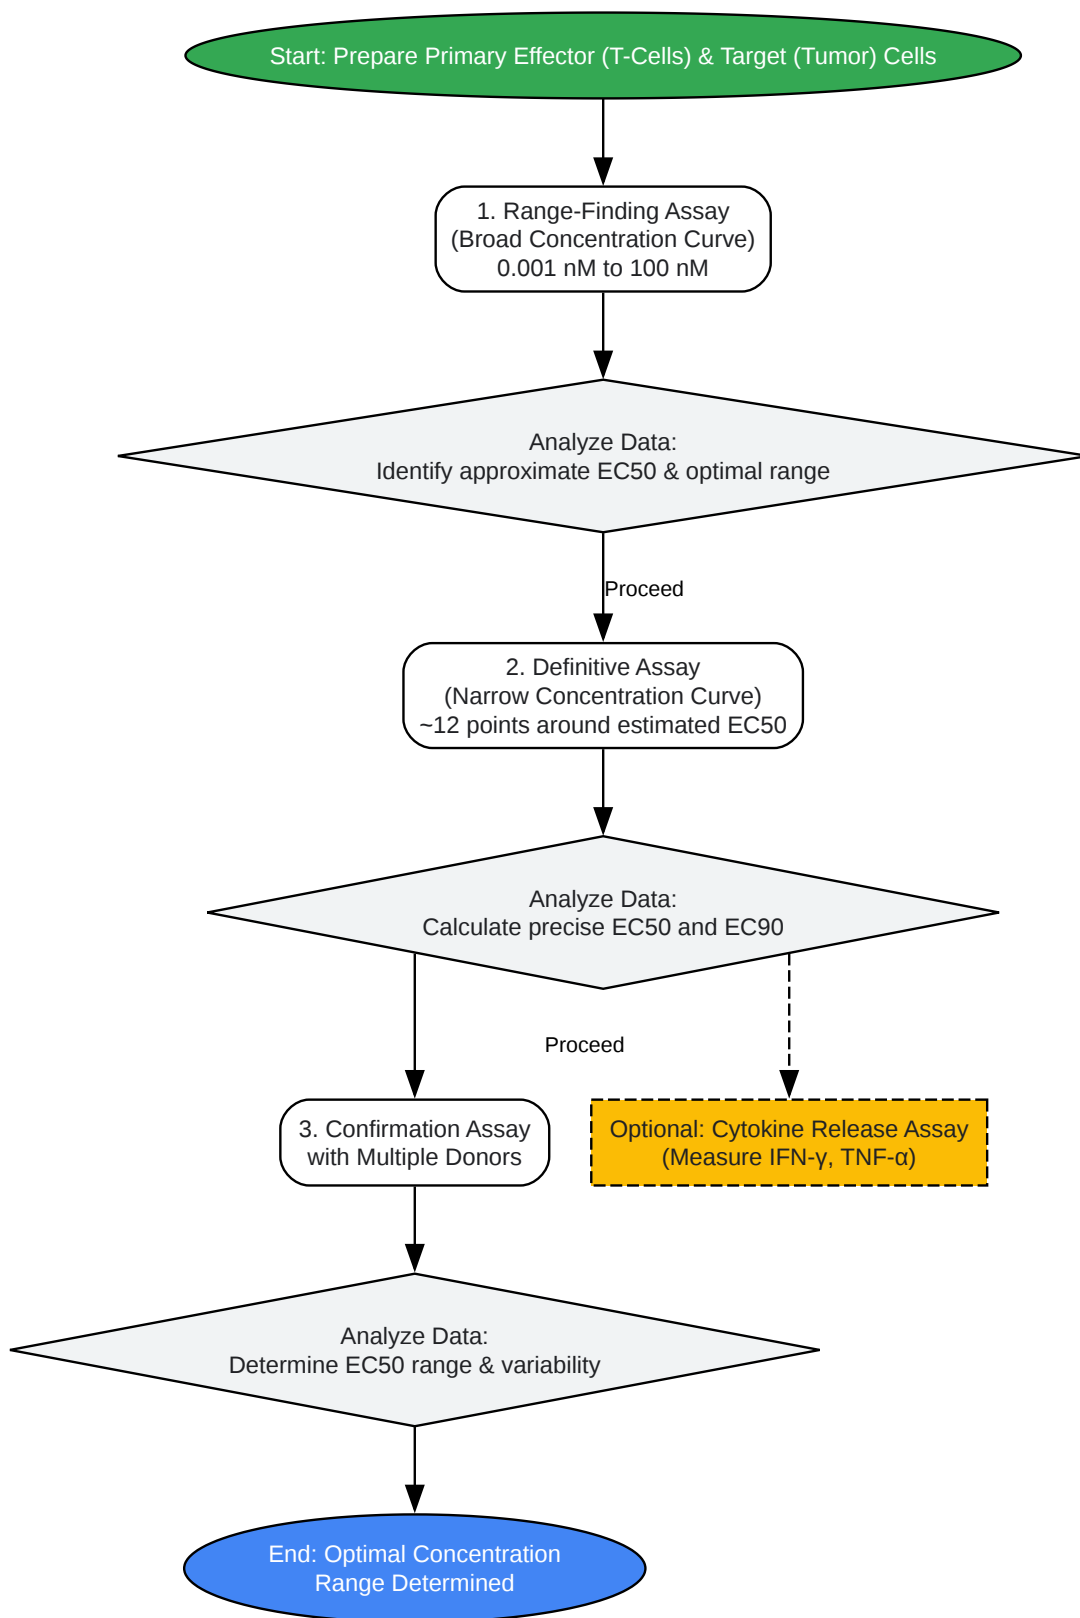 Start: Prepare Primary Effector (T-Cells) & Target (Tumor) Cells
1. Range-Finding Assay
(Broad Concentration Curve)
0.001 nM to 100 nM
Analyze Data:
Identify approximate EC50 & optimal range
Proceed
2. Definitive Assay
(Narrow Concentration Curve)
~12 points around estimated EC50
Analyze Data:
Calculate precise EC50 and EC90
Proceed
3. Confirmation Assay
with Multiple Donors
Optional: Cytokine Release Assay
(Measure IFN-γ, TNF-α)
Analyze Data:
Determine EC50 range & variability
End: Optimal Concentration
Range Determined